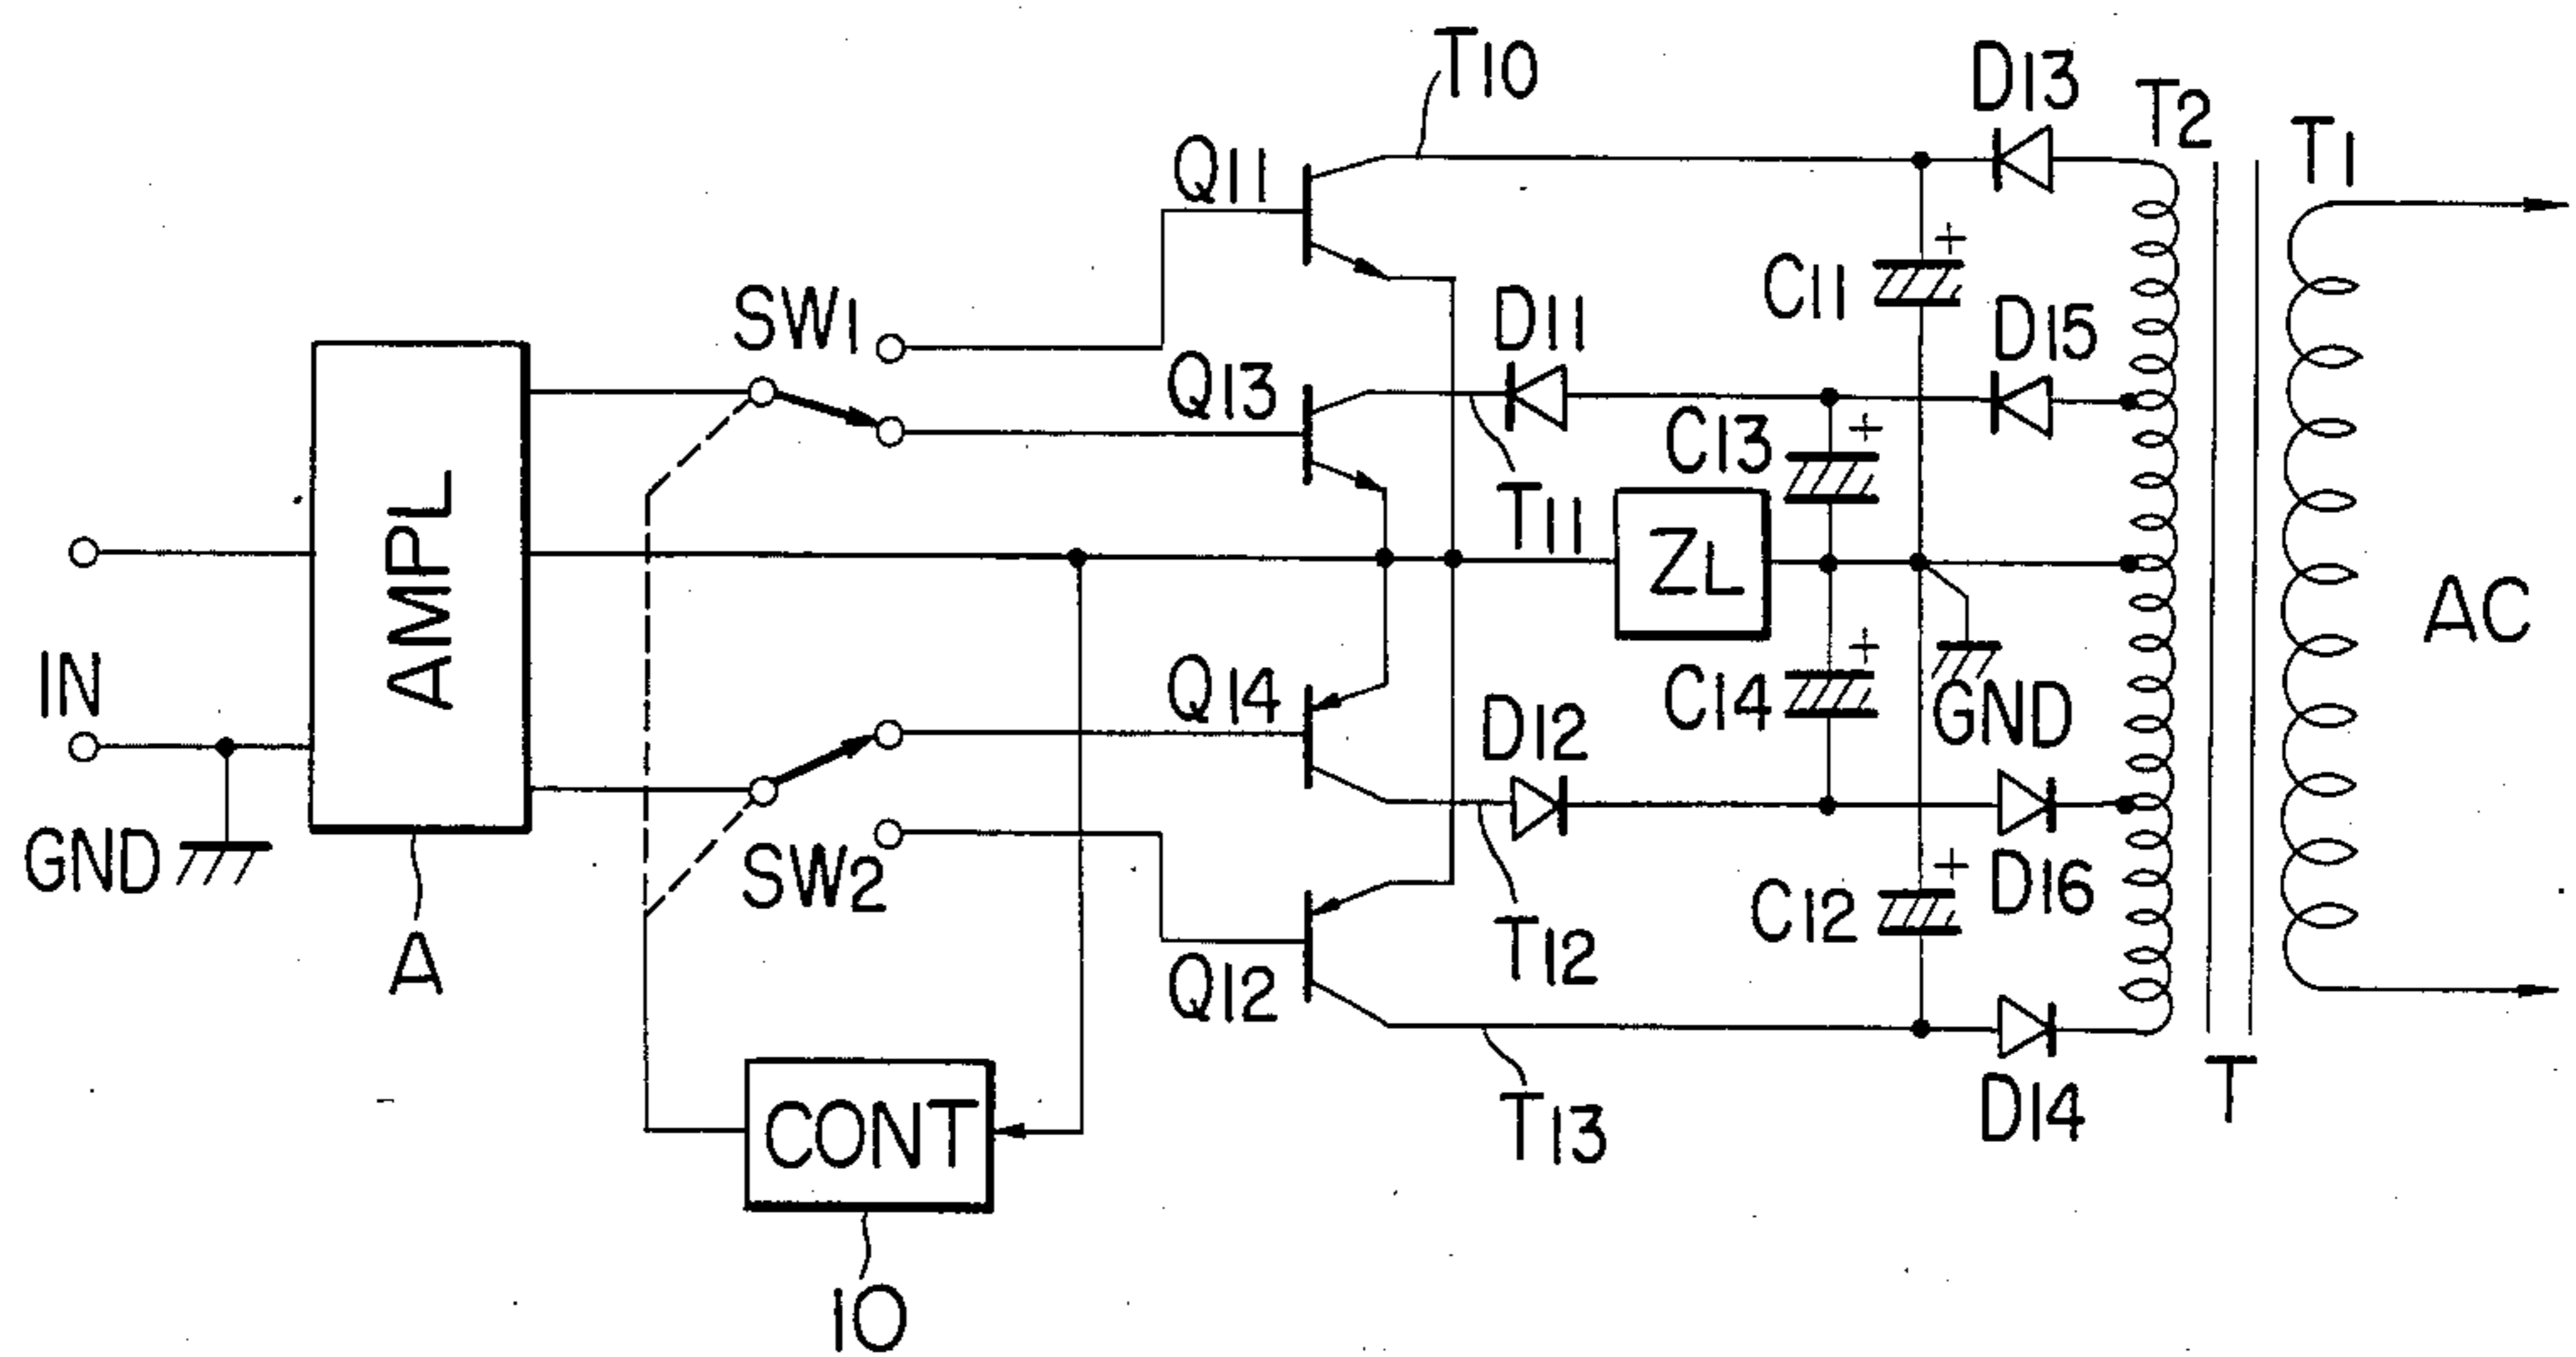 T10
D13
T2
T1
Q11
SW1
C11
D11
D15
Q13
C13
T11
AMPL
ZL
AC
IN
Q14
C14
GND
D12
GND
SW2
D16
C12
A
T12
Q12
T
CONT
T13
D14
10